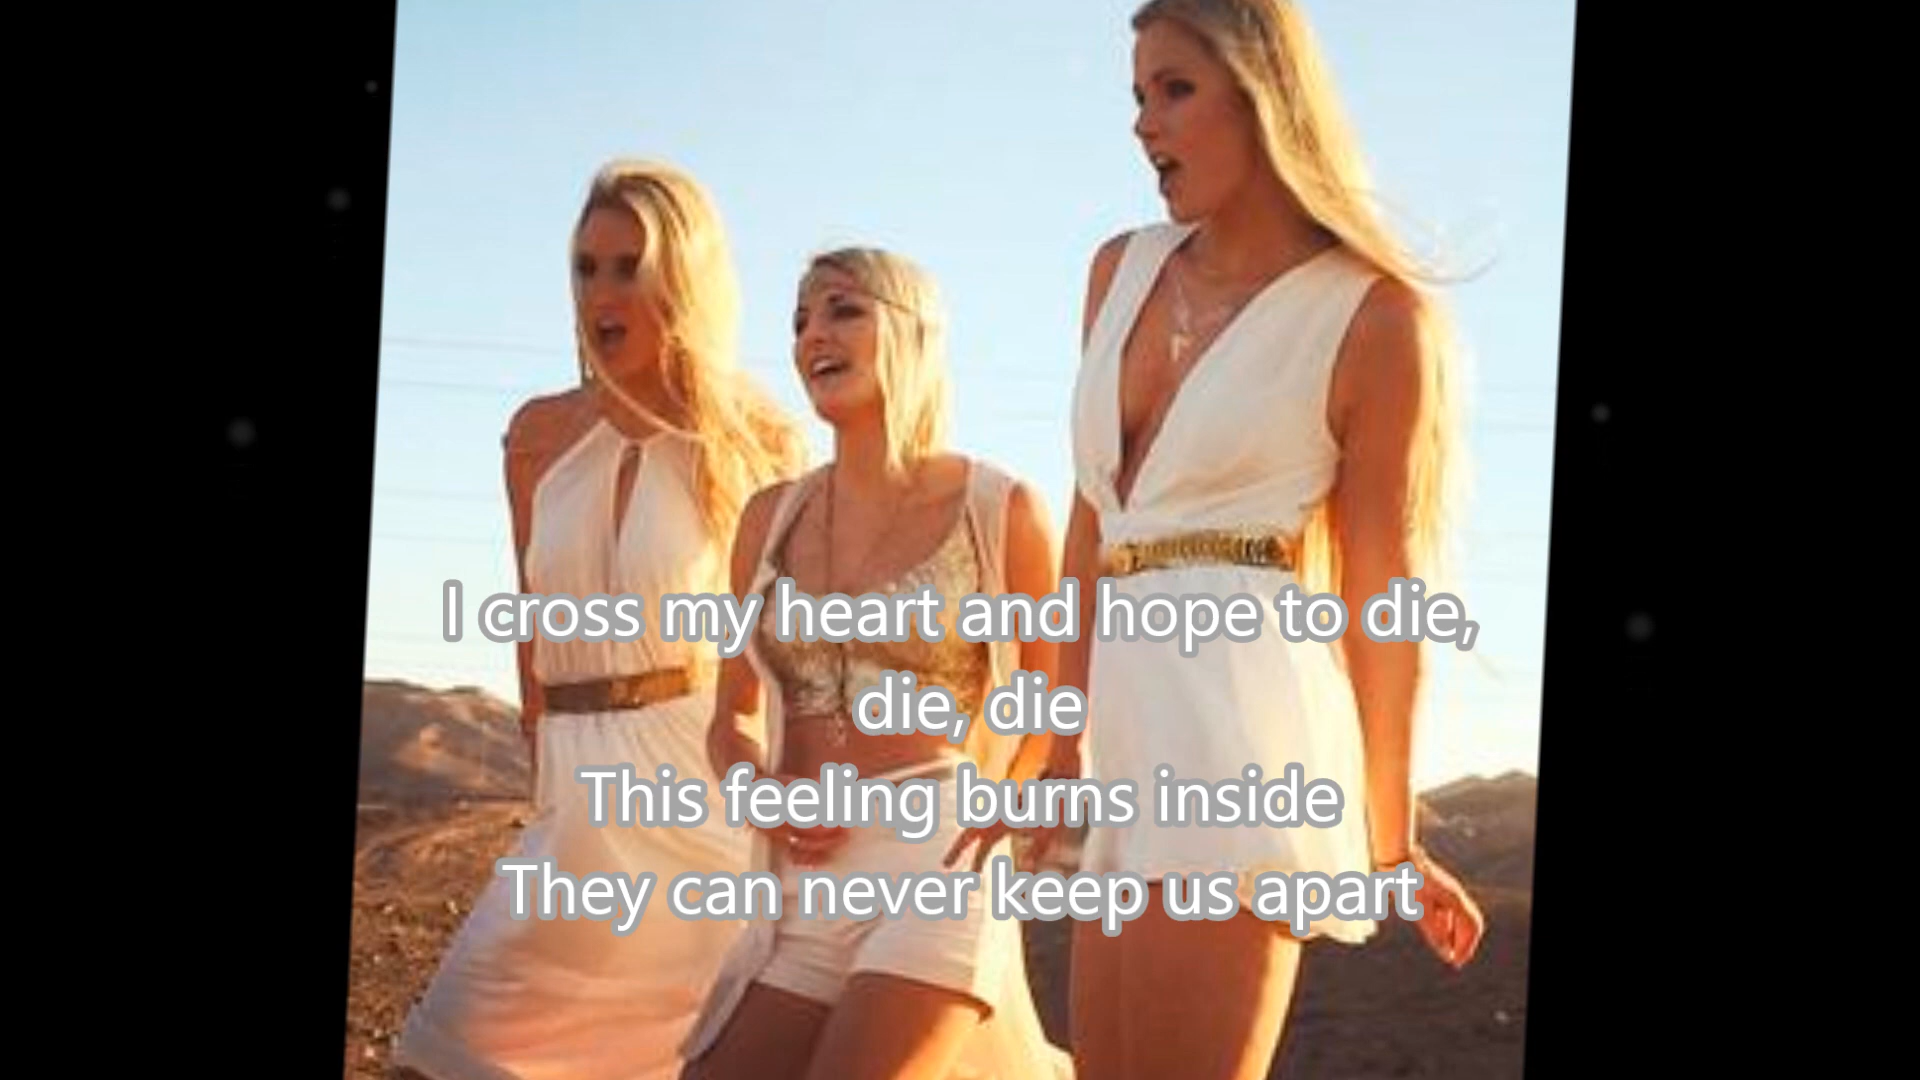 I cross my heart and hope to die,
die, die
This feeling burns inside
They can never keep us apart